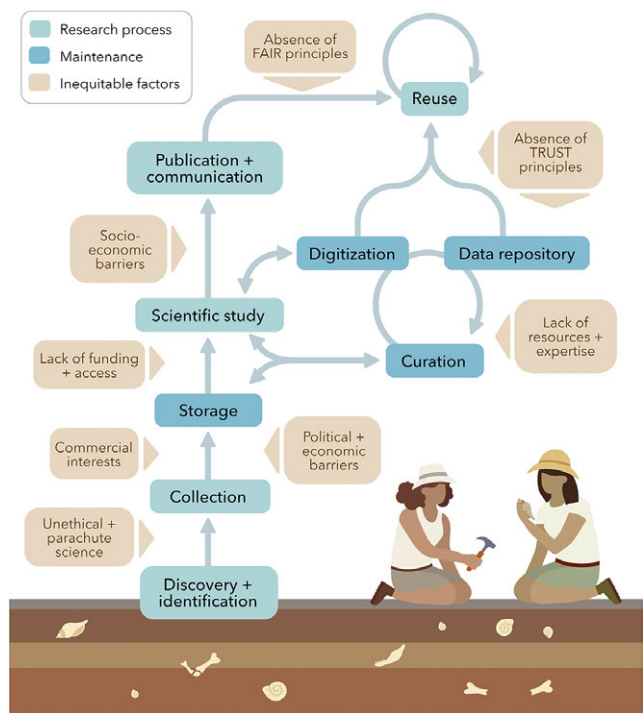 Research process
Maintenance
Inequitable factors
Absence of
FAIR principles
Reuse
Publication +
communication
Absence of
TRUST
principles
Socio-
economic
barriers
Digitization
Data repository
Scientific study
Lack of
resources +
expertise
Lack of funding
+ access
Curation
Storage
Commercial
interests
Political +
economic
barriers
Collection
Unethical +
parachute
science
Discovery +
identification